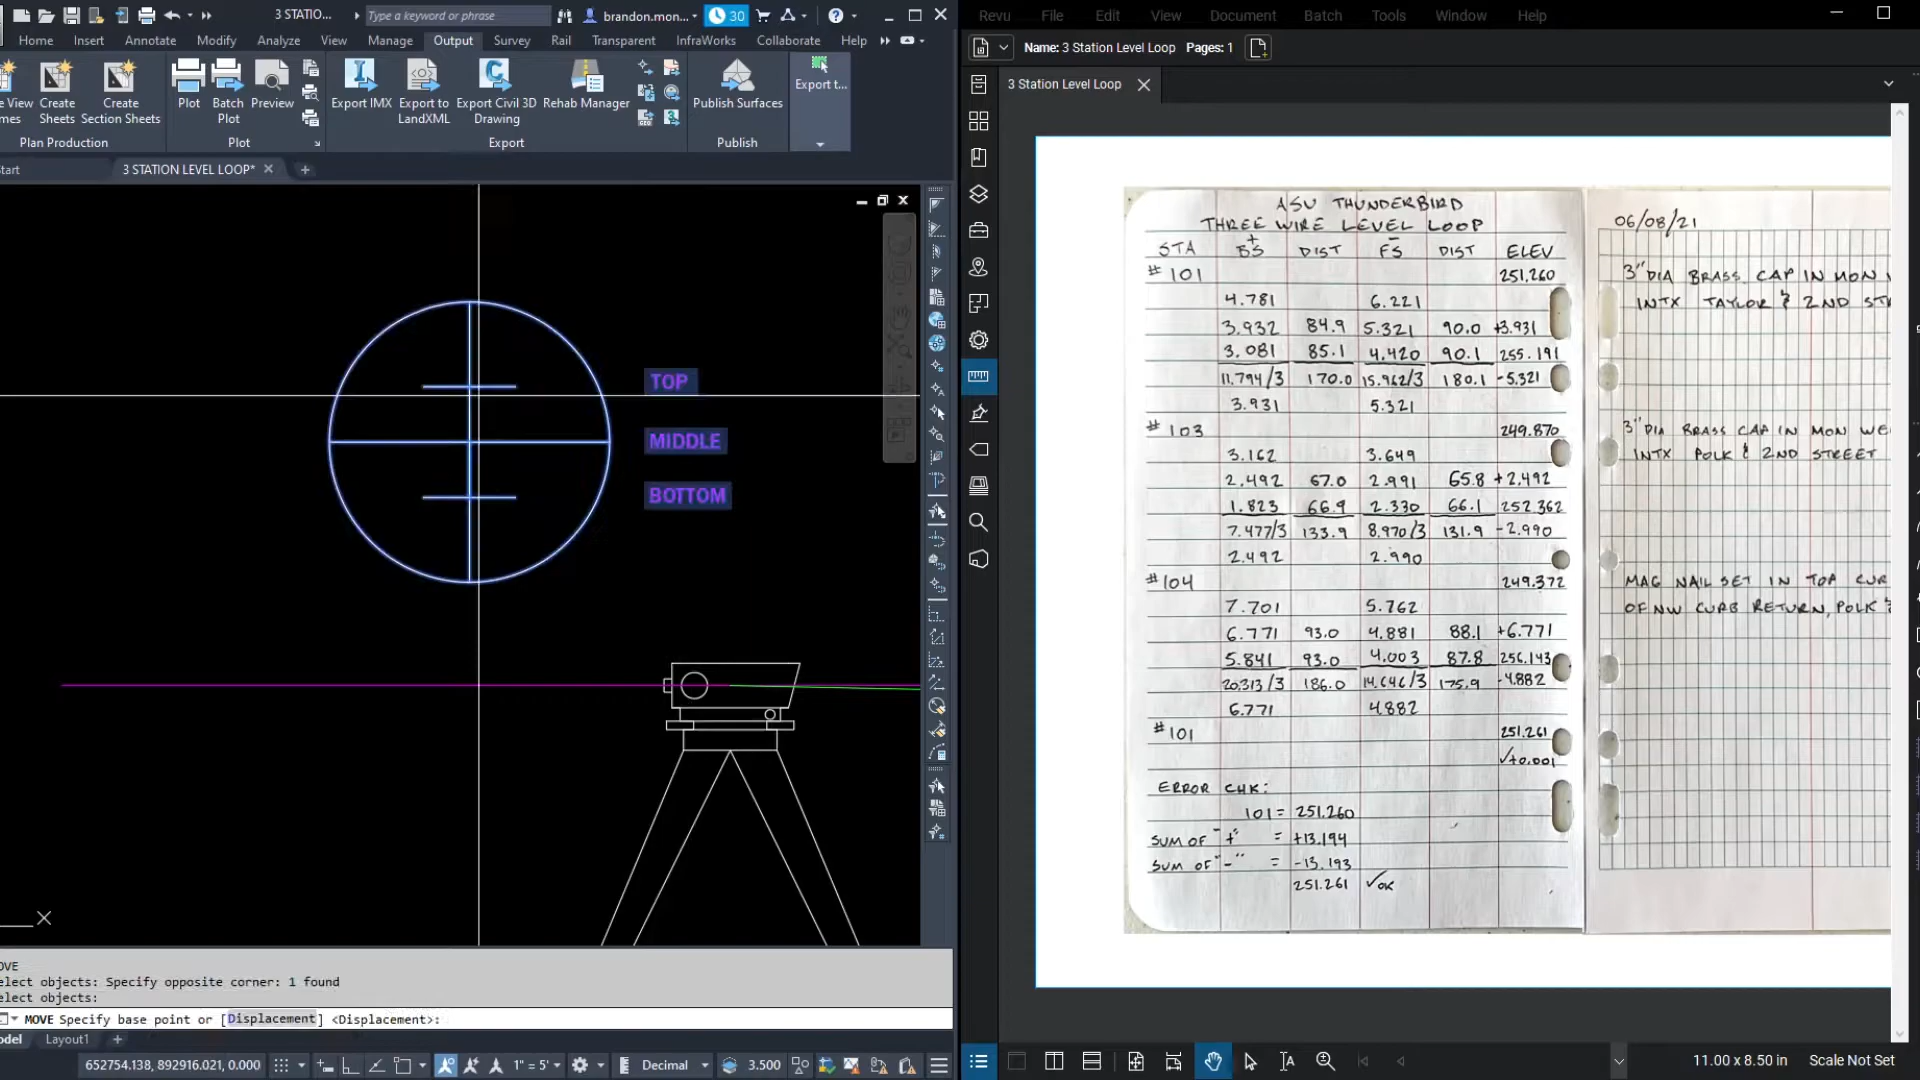 3 STATIO...
Type a keyword or phrase
brandon.mon...
30
Home Insert Annotate Modify Analyze View Manage Output Survey Rail Transparent InfraWorks Collaborate Help
Create Sheets
Create Section Sheets
Plot
Batch Plot
Preview
Export IMX
Export to LandXML
Export Civil 3D Drawing
Rehab Manager
Publish Surfaces
Export t...
Plan Production
Plot
Export
Publish
3 STATION LEVEL LOOP*
TOP
MIDDLE
BOTTOM
Select objects: Specify opposite corner: 1 found
Select objects:
MOVE Specify base point or [Displacement] <Displacement>:
Layout1
652754.138, 892916.021, 0.000
1" = 5'
Decimal
3.500
Revu File Edit View Document Batch Tools Window Help
Name: 3 Station Level Loop Pages: 1
3 Station Level Loop
ASU THUNDERBIRD
THREE WIRE LEVEL LOOP
+ -
STA BS DIST FS DIST ELEV
#101 251.260
4.781 6.221
3.932 84.9 5.321 90.0 +3.931
3.081 85.1 4.420 90.1 255.191
11.794/3 170.0 15.962/3 180.1 -5.321
3.931 5.321
#103 249.870
3.162 3.649
2.492 67.0 2.991 65.8 +2.492
1.823 66.9 2.330 66.1 252.362
7.477/3 133.9 8.970/3 131.9 -2.990
2.492 2.990
#104 249.372
7.701 5.762
6.771 93.0 4.881 88.1 +6.771
5.841 93.0 4.003 87.8 256.143
20.313/3 186.0 14.646/3 175.9 -4.882
6.771 4.882
#101 251.261
✓+0.001
ERROR CHK:
101 = 251.260
SUM OF "+" = +13.194
SUM OF "-" = -13.193
251.261 ✓OK
06/08/21
3" DIA BRASS CAP IN MON
INTX TAYLOR & 2ND
3" DIA BRASS CAP IN MON
INTX POLK & 2ND STREET
MAG NAIL SET IN TOP
OF NW CURB RETURN, POLK
11.00 x 8.50 in
Scale Not Set